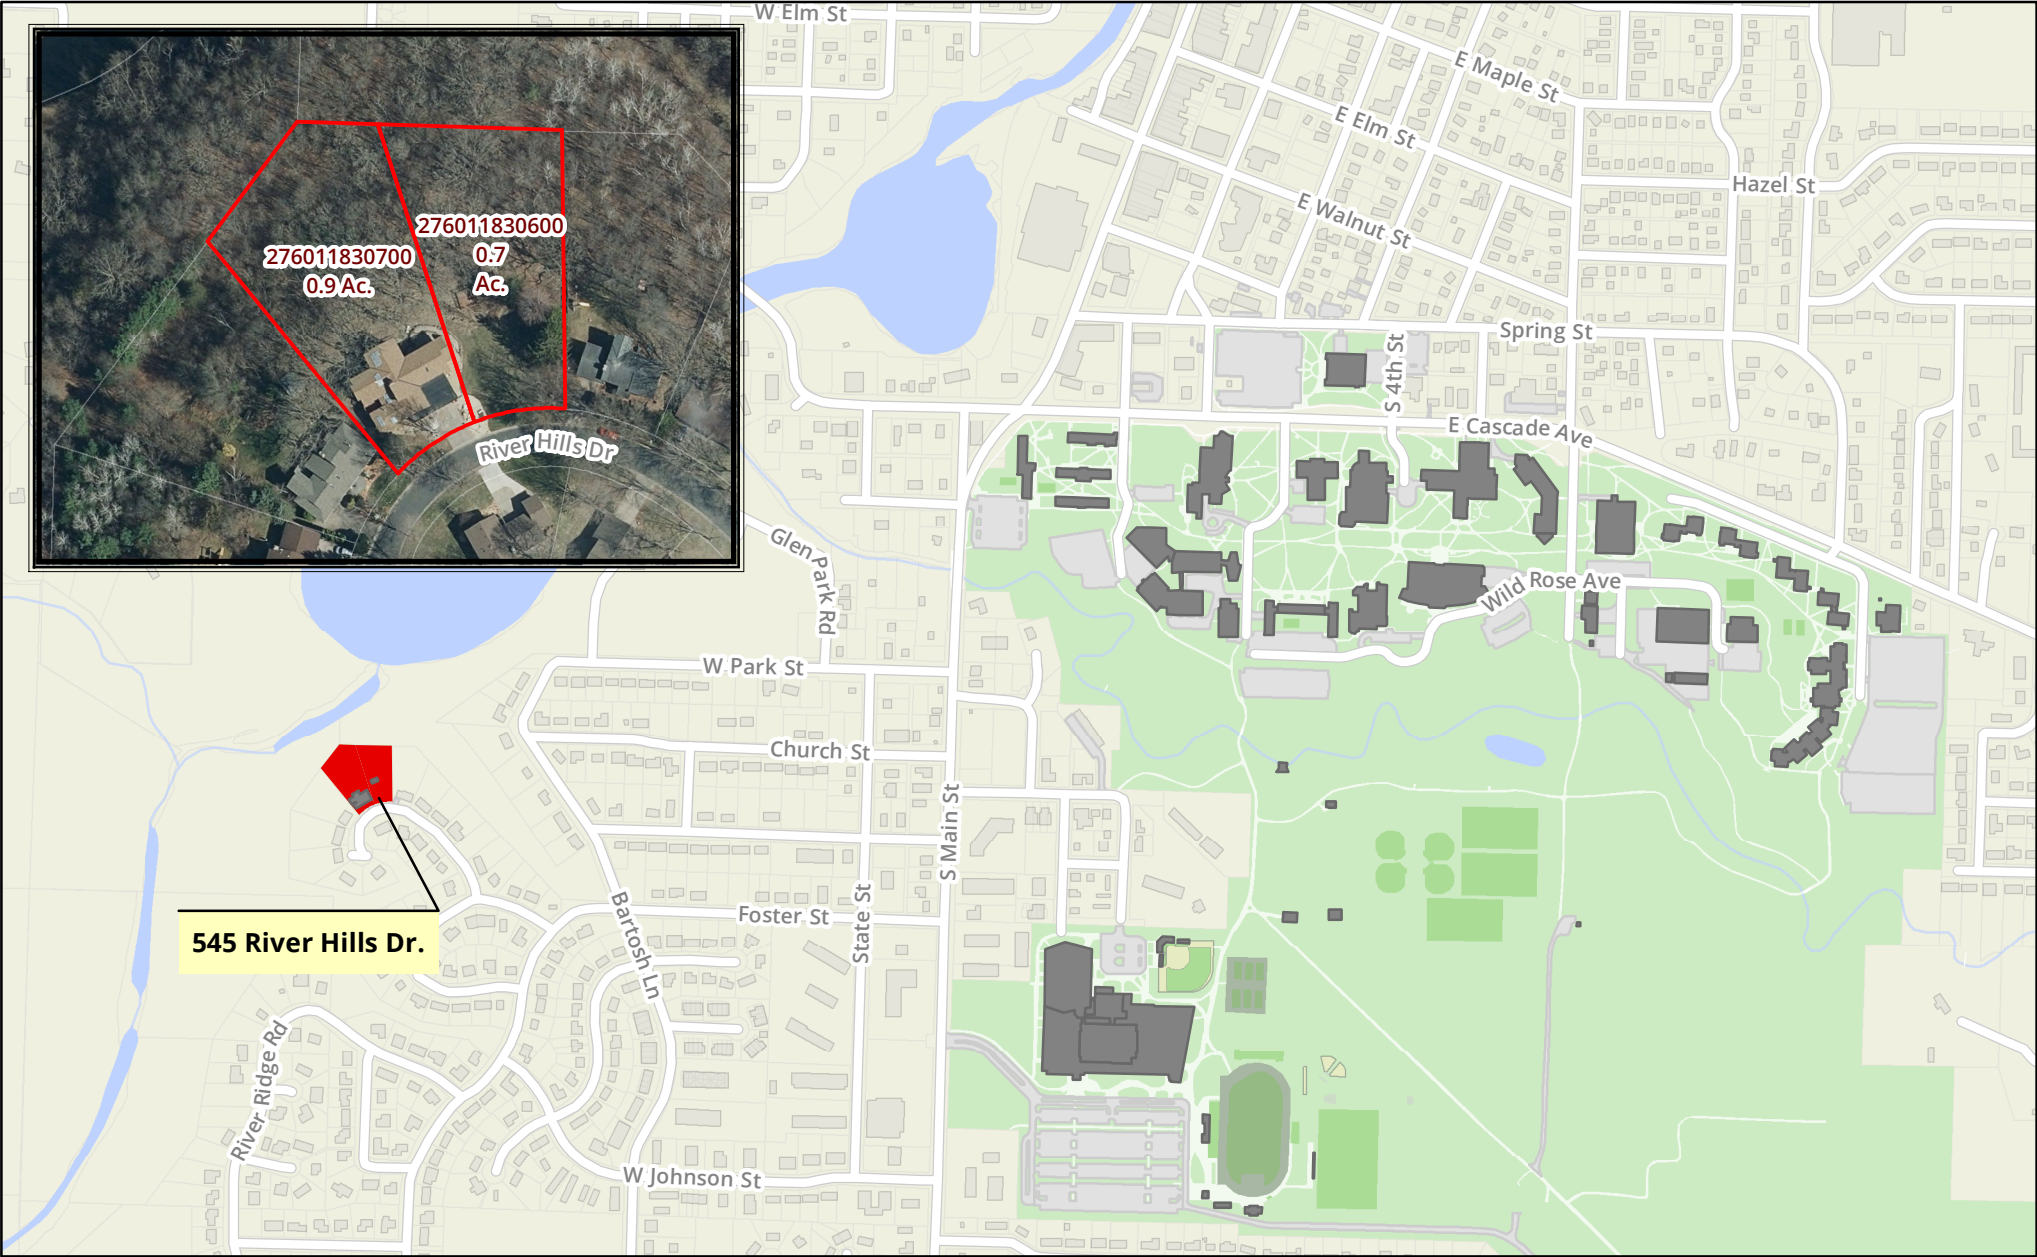 W Elm St
E Maple St
E Elm St
Hazel St
E Walnut St
276011830600
0.7
Ac.
276011830700
0.9 Ac.
River Hills Dr
Spring St
S 4th St
E Cascade Ave
Glen Park Rd
Wild Rose Ave
W Park St
Church St
S Main St
Foster St
State St
Bartosh Ln
545 River Hills Dr.
River Ridge Rd
W Johnson St